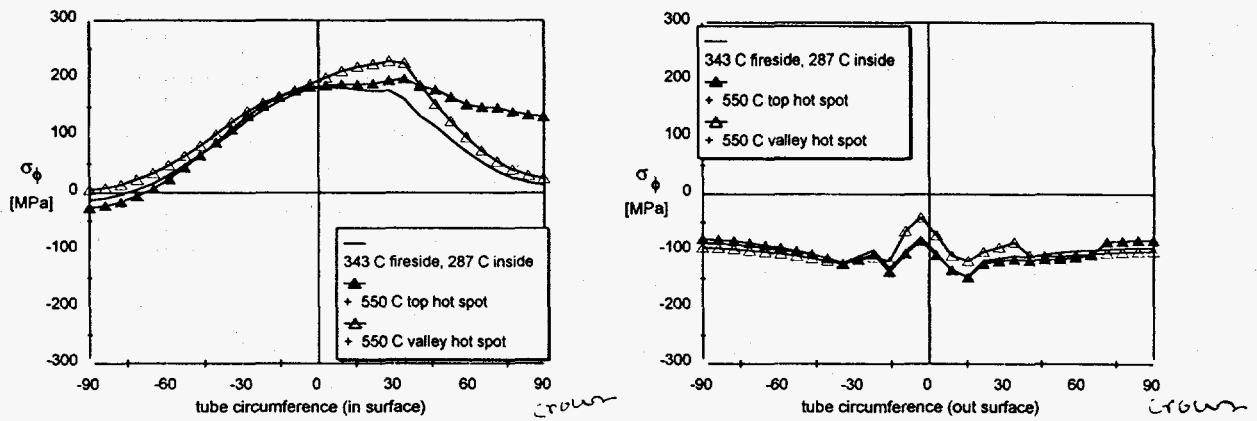 300
200
100
0
-100
-200
-300
σϕ
[MPa]
343 C fireside, 287 C inside
+ 550 C top hot spot
+ 550 C valley hot spot
-90 -60 -30 0 30 60 90
tube circumference (in surface)
crown
300
200
100
0
-100
-200
-300
σϕ
[MPa]
343 C fireside, 287 C inside
+ 550 C top hot spot
+ 550 C valley hot spot
-90 -60 -30 0 30 60 90
tube circumference (out surface)
crown